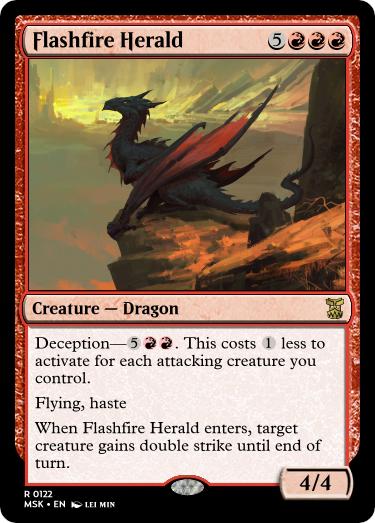 Flashfire Herald 5
Creature — Dragon
Deception—5. This costs 1 less to
activate for each attacking creature you
control.
Flying, haste
When Flashfire Herald enters, target
creature gains double strike until end of
turn.
4/4
R 0122
MSK • EN LEI MIN